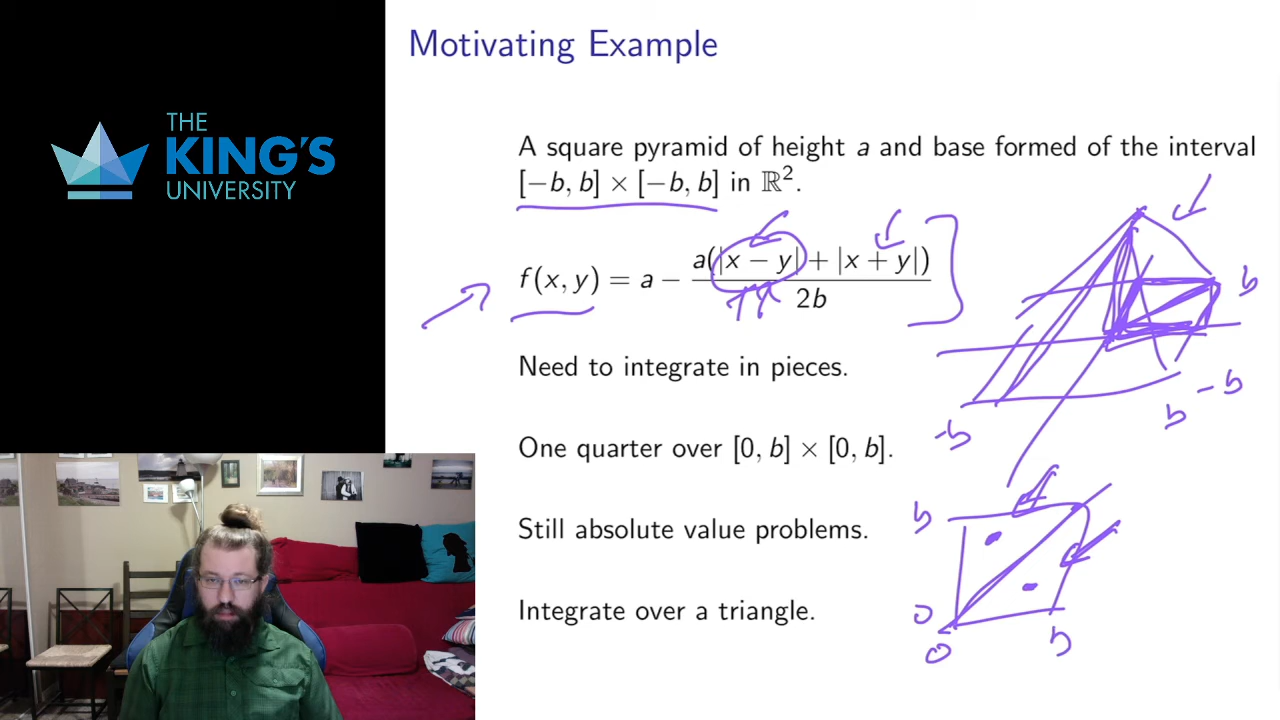 THE
KING'S
UNIVERSITY
Motivating Example
A square pyramid of height a and base formed of the interval
[−b, b] × [−b, b] in ℝ².
f(x, y) = a − a(|x − y| + |x + y|) / 2b
Need to integrate in pieces.
One quarter over [0, b] × [0, b].
Still absolute value problems.
Integrate over a triangle.
b
-b
b
-b
b
0
0
b